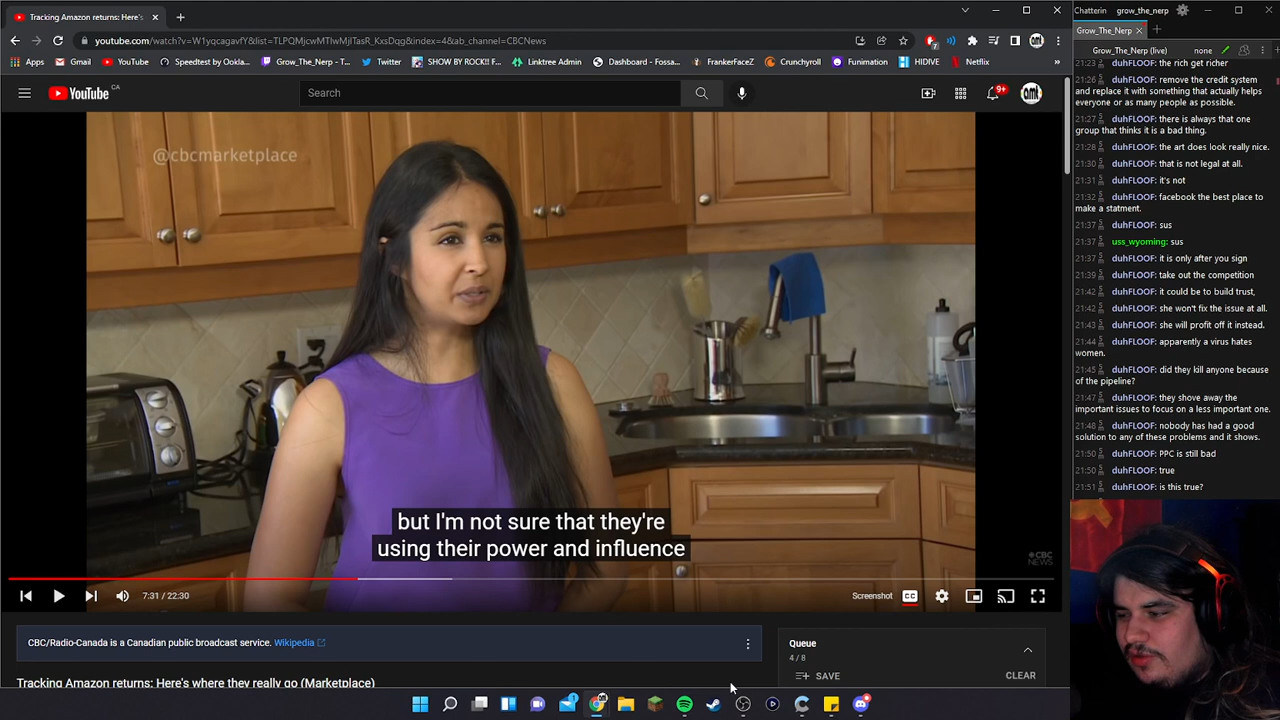 Tracking Amazon returns: Here's
youtube.com/watch?v=W1yqcagavfY&list=TLPQMjcwMTIwMjITasR_KxsDqg&index=4&ab_channel=CBCNews
Apps
Gmail
YouTube
Speedtest by Ookla...
Grow_The_Nerp - T...
Twitter
SHOW BY ROCK!! F...
Linktree Admin
Dashboard - Fossa...
FrankerFaceZ
Crunchyroll
Funimation
HIDIVE
Netflix
YouTube CA
Search
9+
omt
@cbcmarketplace
but I'm not sure that they're
using their power and influence
CBC
NEWS
7:31 / 22:30
Screenshot
CC
CBC/Radio-Canada is a Canadian public broadcast service. Wikipedia
Queue
4 / 8
SAVE
CLEAR
Tracking Amazon returns: Here's where they really go (Marketplace)
Chatterin
grow_the_nerp
Grow_The_Nerp
Grow_The_Nerp (live)
none
21:23 the rich get richer
21:26 duhFLOOF: remove the credit system
and replace it with something that actually helps
everyone or as many people as possible.
21:27 duhFLOOF: there is always that one
group that thinks it is a bad thing.
21:28 duhFLOOF: the art does look really nice.
21:30 duhFLOOF: that is not legal at all.
21:31 duhFLOOF: it's not
21:32 duhFLOOF: facebook the best place to
make a statment.
21:37 duhFLOOF: sus
21:37 uss_wyoming: sus
21:37 duhFLOOF: it is only after you sign
21:39 duhFLOOF: take out the competition
21:42 duhFLOOF: it could be to build trust,
21:42 duhFLOOF: she won't fix the issue at all.
21:43 duhFLOOF: she will profit off it instead.
21:44 duhFLOOF: apparently a virus hates
women.
21:45 duhFLOOF: did they kill anyone because
of the pipeline?
21:47 duhFLOOF: they shove away the
important issues to focus on a less important one.
21:48 duhFLOOF: nobody has had a good
solution to any of these problems and it shows.
21:50 duhFLOOF: PPC is still bad
21:50 duhFLOOF: true
21:51 duhFLOOF: is this true?